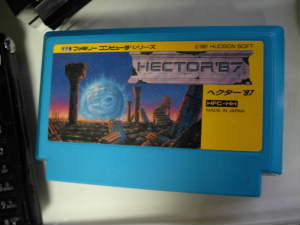 ファミリー コンピュータ シリーズ
HUDSON SOFT
HECTOR'87
ヘクター'87
HFC-HH
MADE IN JAPAN